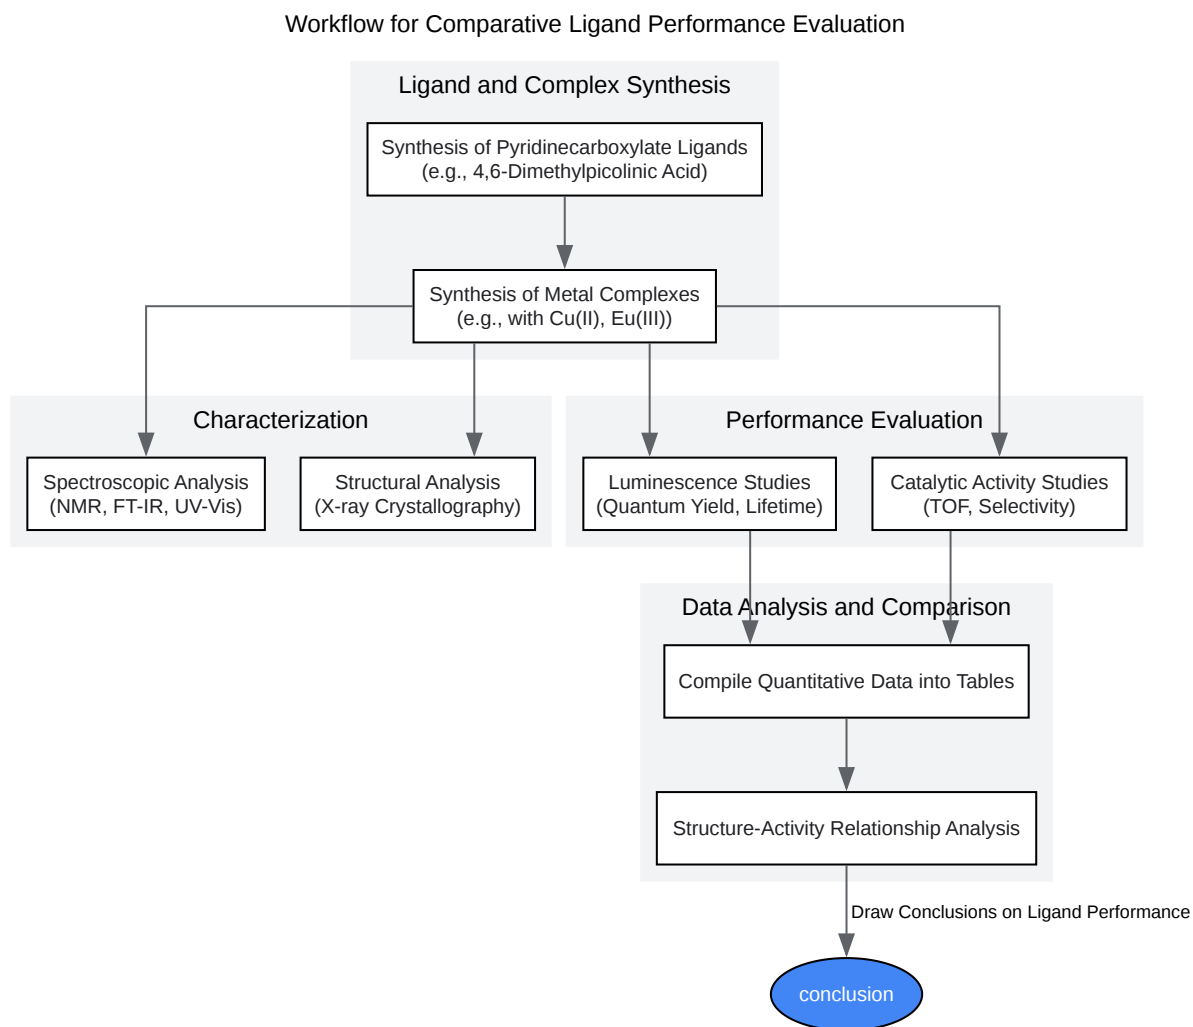 Workflow for Comparative Ligand Performance Evaluation
Ligand and Complex Synthesis
Synthesis of Pyridinecarboxylate Ligands
(e.g., 4,6-Dimethylpicolinic Acid)
Synthesis of Metal Complexes
(e.g., with Cu(II), Eu(III))
Characterization
Spectroscopic Analysis
(NMR, FT-IR, UV-Vis)
Structural Analysis
(X-ray Crystallography)
Performance Evaluation
Luminescence Studies
(Quantum Yield, Lifetime)
Catalytic Activity Studies
(TOF, Selectivity)
Data Analysis and Comparison
Compile Quantitative Data into Tables
Structure-Activity Relationship Analysis
Draw Conclusions on Ligand Performance
conclusion